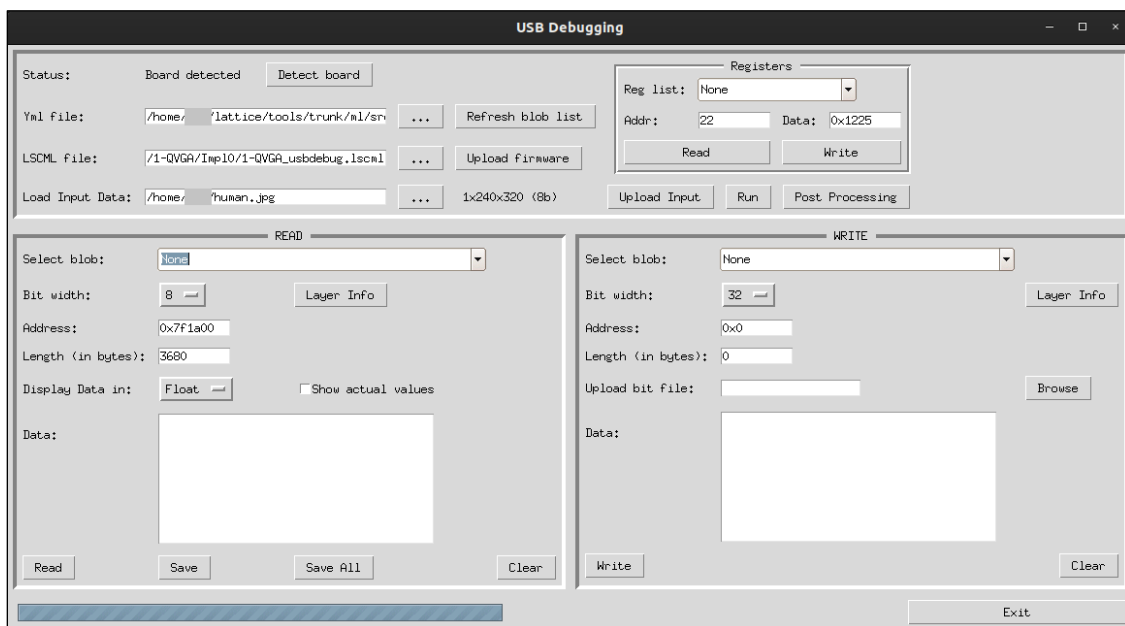 USB Debugging
Status: Board detected Detect board
Registers
Reg list: None
Yml file: /home/ /lattice/tools/trunk/ml/sr ... Refresh blob list
Addr: 22 Data: 0x1225
Read Write
LSCML file: /1-QVGA/Impl0/1-QVGA_usbdebug.lscml ... Upload firmware
Load Input Data: /home/ /human.jpg ... 1x240x320 (8b) Upload Input Run Post Processing
READ
Select blob: None
Bit width: 8 Layer Info
Address: 0x7f1a00
Length (in bytes): 3680
Display Data in: Float Show actual values
Data:
Read Save Save All Clear
WRITE
Select blob: None
Bit width: 32 Layer Info
Address: 0x0
Length (in bytes): 0
Upload bit file: Browse
Data:
Write Clear
Exit